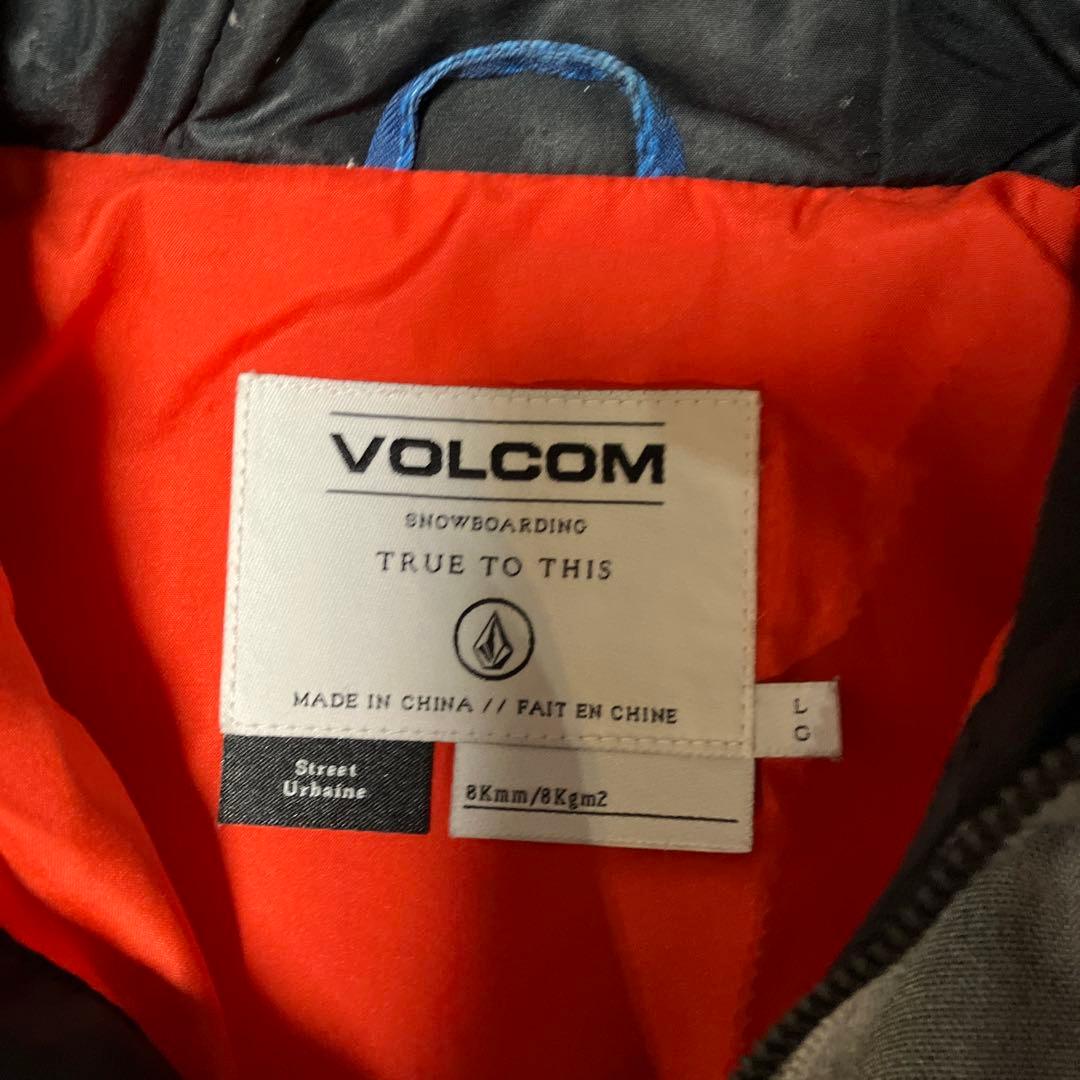 VOLCOM
SNOWBOARDING
TRUE TO THIS
MADE IN CHINA // FAIT EN CHINE
L
G
Street
Urbaine
8Kmm/8Kgm2